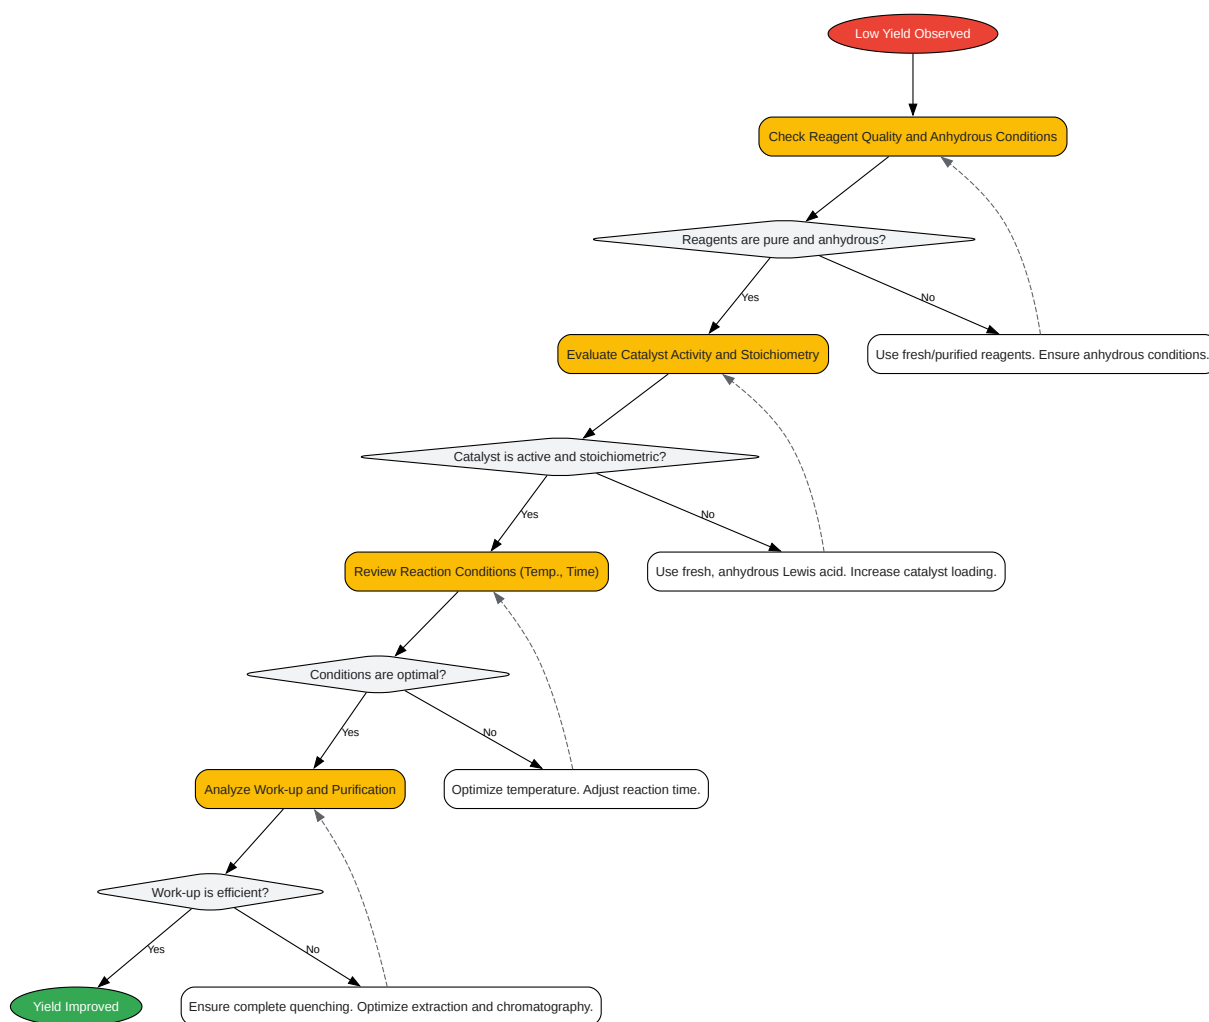 Low Yield Observed
Check Reagent Quality and Anhydrous Conditions
Reagents are pure and anhydrous?
Yes
No
Evaluate Catalyst Activity and Stoichiometry
Use fresh/purified reagents. Ensure anhydrous conditions.
Catalyst is active and stoichiometric?
Yes
No
Review Reaction Conditions (Temp., Time)
Use fresh, anhydrous Lewis acid. Increase catalyst loading.
Conditions are optimal?
Yes
No
Analyze Work-up and Purification
Optimize temperature. Adjust reaction time.
Work-up is efficient?
Yes
No
Yield Improved
Ensure complete quenching. Optimize extraction and chromatography.